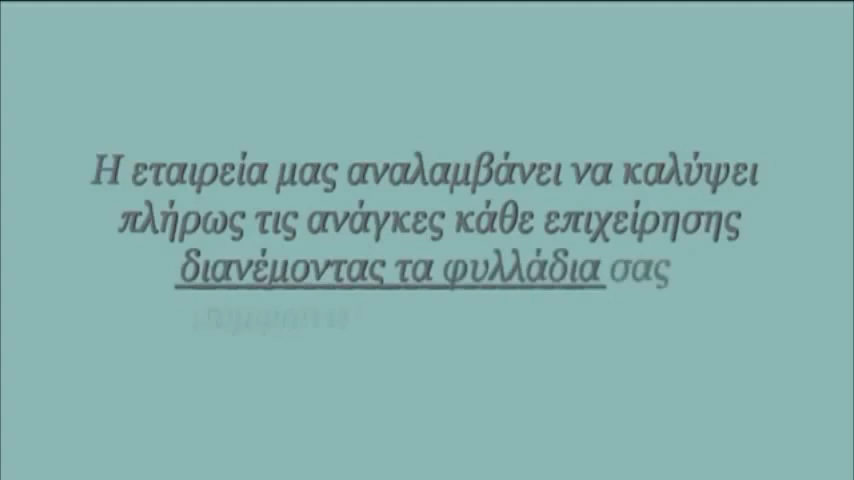 Η εταιρεία μας αναλαμβάνει να καλύψει
πλήρως τις ανάγκες κάθε επιχείρησης
διανέμοντας τα φυλλάδια σας